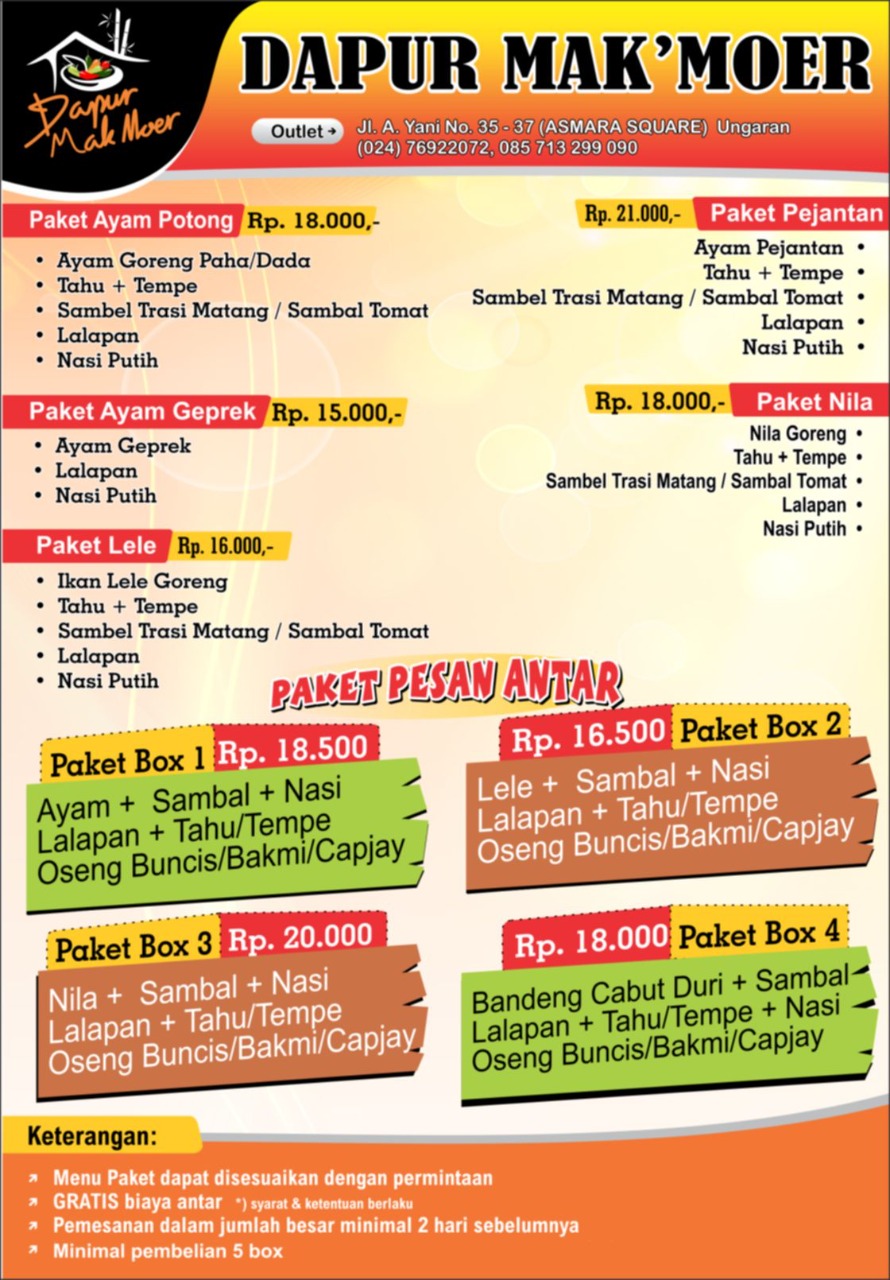 Dapur
Mak Moer
DAPUR MAK'MOER
Outlet → Jl. A. Yani No. 35 - 37 (ASMARA SQUARE) Ungaran
(024) 76922072, 085 713 299 090
Paket Ayam Potong Rp. 18.000,-
• Ayam Goreng Paha/Dada
• Tahu + Tempe
• Sambel Trasi Matang / Sambal Tomat
• Lalapan
• Nasi Putih
Paket Ayam Geprek Rp. 15.000,-
• Ayam Geprek
• Lalapan
• Nasi Putih
Paket Lele Rp. 16.000,-
• Ikan Lele Goreng
• Tahu + Tempe
• Sambel Trasi Matang / Sambal Tomat
• Lalapan
• Nasi Putih
Rp. 21.000,- Paket Pejantan
Ayam Pejantan •
Tahu + Tempe •
Sambel Trasi Matang / Sambal Tomat •
Lalapan •
Nasi Putih •
Rp. 18.000,- Paket Nila
Nila Goreng •
Tahu + Tempe •
Sambel Trasi Matang / Sambal Tomat •
Lalapan •
Nasi Putih •
PAKET PESAN ANTAR
Paket Box 1 Rp. 18.500
Ayam + Sambal + Nasi
Lalapan + Tahu/Tempe
Oseng Buncis/Bakmi/Capjay
Rp. 16.500 Paket Box 2
Lele + Sambal + Nasi
Lalapan + Tahu/Tempe
Oseng Buncis/Bakmi/Capjay
Paket Box 3 Rp. 20.000
Nila + Sambal + Nasi
Lalapan + Tahu/Tempe
Oseng Buncis/Bakmi/Capjay
Rp. 18.000 Paket Box 4
Bandeng Cabut Duri + Sambal
Lalapan + Tahu/Tempe + Nasi
Oseng Buncis/Bakmi/Capjay
Keterangan:
Menu Paket dapat disesuaikan dengan permintaan
GRATIS biaya antar *) syarat & ketentuan berlaku
Pemesanan dalam jumlah besar minimal 2 hari sebelumnya
Minimal pembelian 5 box